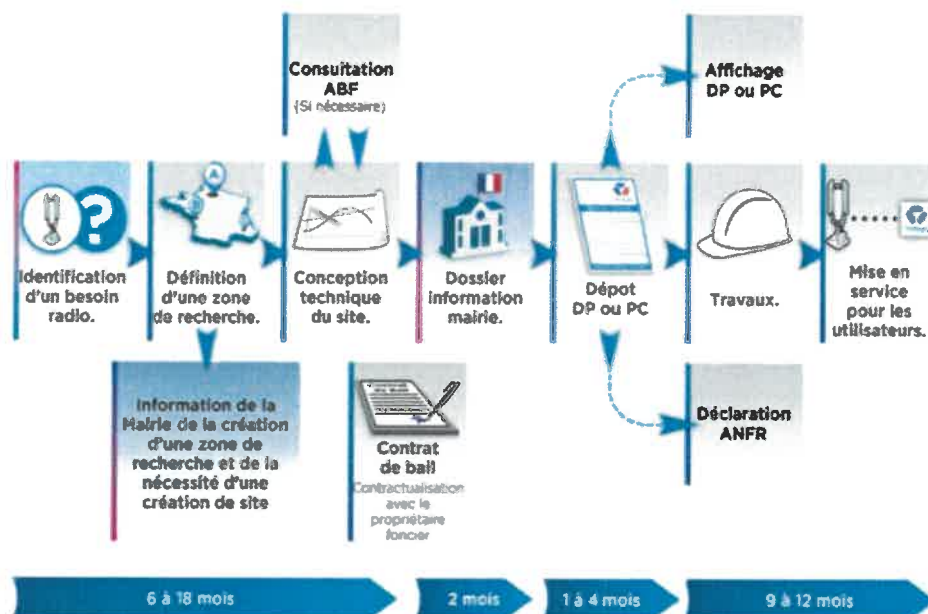 Consultation
ABF
(Si nécessaire)
Affichage
DP ou PC
Identification
d'un besoin
radio.
Définition
d'une zone
de recherche.
Conception
technique
du site.
Dossier
information
mairie.
Dépot
DP ou PC
Travaux.
Mise en
service
pour les
utilisateurs.
Information de la
Mairie de la création
d'une zone de
recherche et de la
nécessité d'une
création de site
Contrat
de bail
Contractualisation
avec le
propriétaire
foncier
Déclaration
ANFR
6 à 18 mois
2 mois
1 à 4 mois
9 à 12 mois